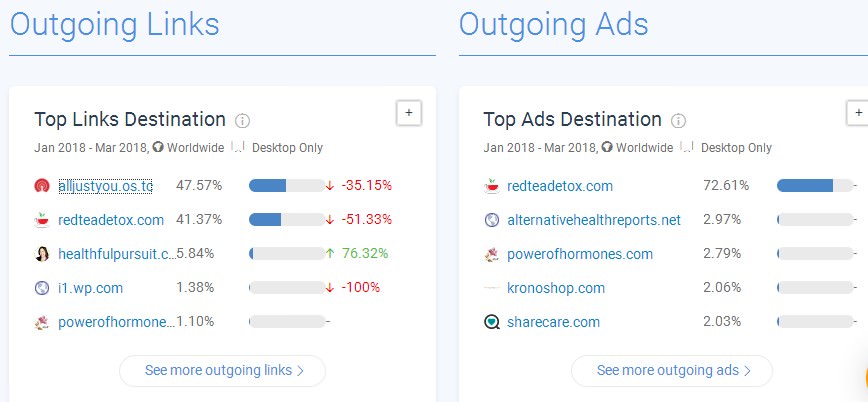 Outgoing Links
Top Links Destination
Jan 2018 - Mar 2018, Worldwide Desktop Only
alljustyou.os.tc 47.57% -35.15%
redteadetox.com 41.37% -51.33%
healthfulpursuit.c... 5.84% 76.32%
i1.wp.com 1.38% -100%
powerofhormone... 1.10% -
See more outgoing links
Outgoing Ads
Top Ads Destination
Jan 2018 - Mar 2018, Worldwide Desktop Only
redteadetox.com 72.61% -
alternativehealthreports.net 2.97% -
powerofhormones.com 2.79% -
kronoshop.com 2.06% -
sharecare.com 2.03% -
See more outgoing ads